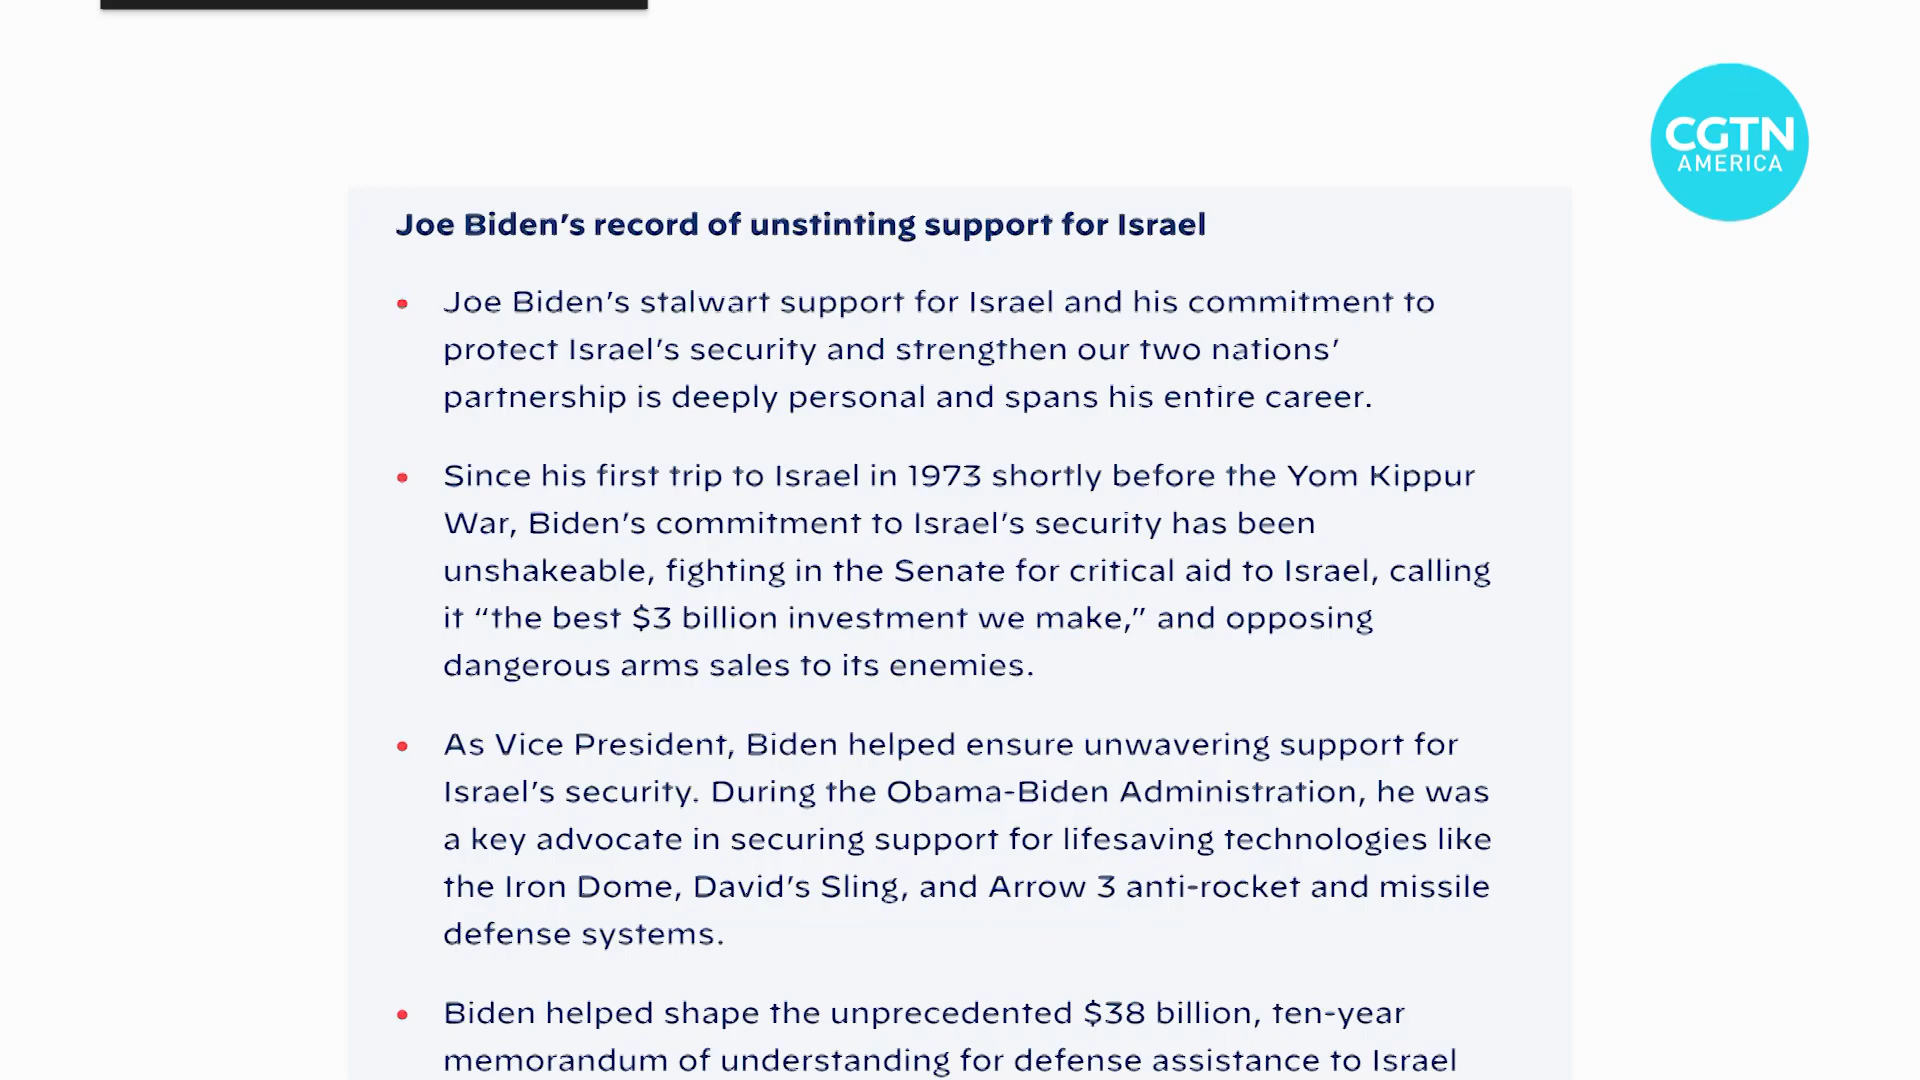 CGTN
AMERICA
Joe Biden’s record of unstinting support for Israel
• Joe Biden’s stalwart support for Israel and his commitment to
protect Israel’s security and strengthen our two nations’
partnership is deeply personal and spans his entire career.
• Since his first trip to Israel in 1973 shortly before the Yom Kippur
War, Biden’s commitment to Israel’s security has been
unshakeable, fighting in the Senate for critical aid to Israel, calling
it “the best $3 billion investment we make,” and opposing
dangerous arms sales to its enemies.
• As Vice President, Biden helped ensure unwavering support for
Israel’s security. During the Obama-Biden Administration, he was
a key advocate in securing support for lifesaving technologies like
the Iron Dome, David’s Sling, and Arrow 3 anti-rocket and missile
defense systems.
• Biden helped shape the unprecedented $38 billion, ten-year
memorandum of understanding for defense assistance to Israel